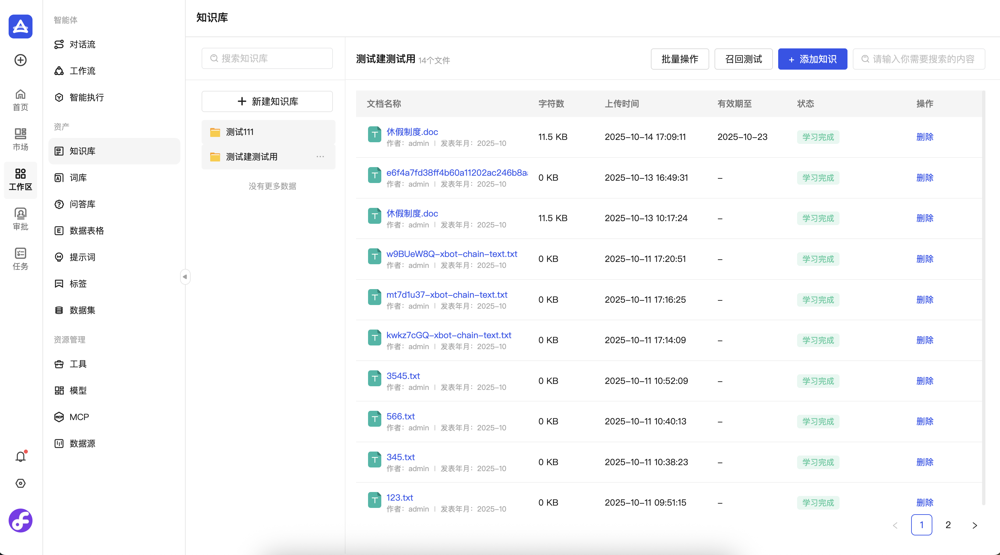 首页
市场
工作区
审批
任务
智能体
对话流
工作流
智能执行
资产
知识库
词库
问答库
数据表格
提示词
标签
数据集
资源管理
工具
模型
MCP
数据源
知识库
搜索知识库
+ 新建知识库
测试111
测试建测试用 ...
没有更多数据
测试建测试用 14个文件
批量操作 召回测试 + 添加知识 请输入你需要搜索的内容
文档名称 字符数 上传时间 有效期至 状态 操作
休假制度.doc
作者：admin | 发表年月：2025-10
11.5 KB 2025-10-14 17:09:11 2025-10-23 学习完成 删除
e6f4a7fd38ff4b60a11202ac246b8a
作者：admin | 发表年月：2025-10
0 KB 2025-10-13 16:49:31 - 学习完成 删除
休假制度.doc
作者：admin | 发表年月：2025-10
11.5 KB 2025-10-13 10:17:24 - 学习完成 删除
w9BUeW8Q-xbot-chain-text.txt
作者：admin | 发表年月：2025-10
0 KB 2025-10-11 17:20:51 - 学习完成 删除
mt7d1u37-xbot-chain-text.txt
作者：admin | 发表年月：2025-10
0 KB 2025-10-11 17:16:25 - 学习完成 删除
kwkz7cGQ-xbot-chain-text.txt
作者：admin | 发表年月：2025-10
0 KB 2025-10-11 17:14:09 - 学习完成 删除
3545.txt
作者：admin | 发表年月：2025-10
0 KB 2025-10-11 10:52:09 - 学习完成 删除
566.txt
作者：admin | 发表年月：2025-10
0 KB 2025-10-11 10:40:13 - 学习完成 删除
345.txt
作者：admin | 发表年月：2025-10
0 KB 2025-10-11 10:38:23 - 学习完成 删除
123.txt
作者：admin | 发表年月：2025-10
0 KB 2025-10-11 09:51:15 - 学习完成 删除
< 1 2 >